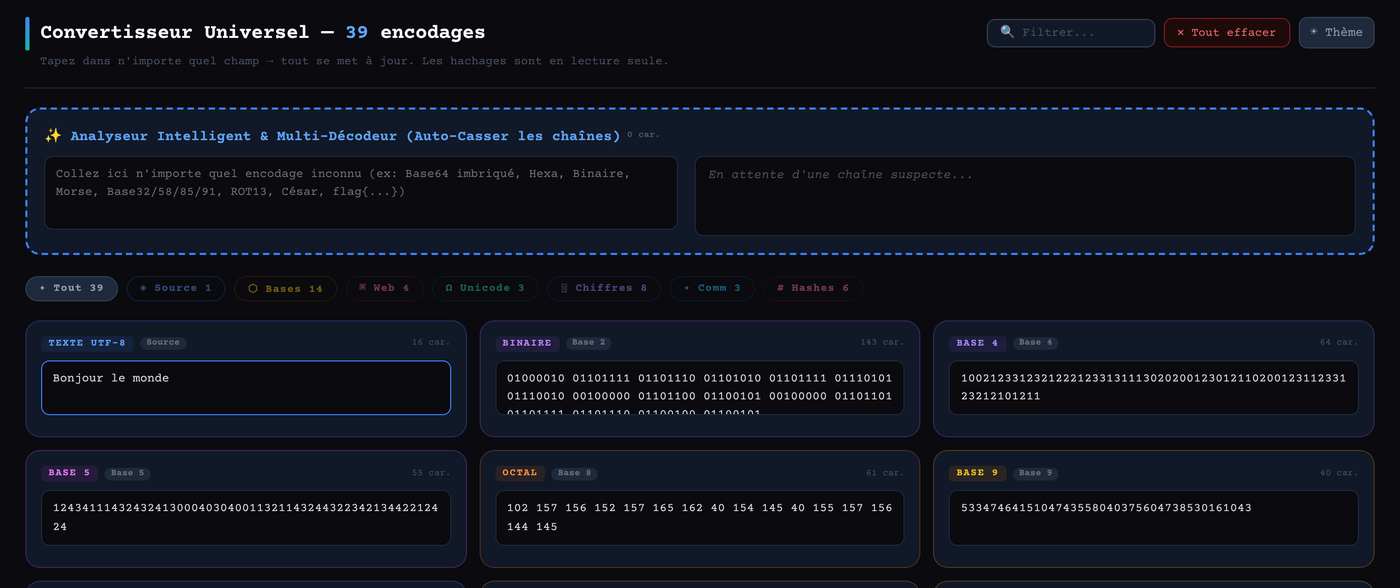 Convertisseur Universel — 39 encodages
🔍 Filtrer...
✕ Tout effacer
☀ Thème
Tapez dans n'importe quel champ → tout se met à jour. Les hachages sont en lecture seule.
✨ Analyseur Intelligent & Multi-Décodeur (Auto-Casser les chaînes) 0 car.
Collez ici n'importe quel encodage inconnu (ex: Base64 imbriqué, Hexa, Binaire,
Morse, Base32/58/85/91, ROT13, César, flag{...})
En attente d'une chaîne suspecte...
✦ Tout 39
◈ Source 1
⬡ Bases 14
⌘ Web 4
Ω Unicode 3
Chiffres 8
✦ Comm 3
# Hashes 6
TEXTE UTF-8 Source 16 car.
Bonjour le monde
BINAIRE Base 2 143 car.
01000010 01101111 01101110 01101010 01101111 01110101
01110010 00100000 01101100 01100101 00100000 01101101
01101111 01101110 01100100 01100101
BASE 4 Base 4 64 car.
10021233123212221233131113020200123012110200123112331
23212101211
BASE 5 Base 5 55 car.
12434111432432413000403040011321143244322342134422124
24
OCTAL Base 8 61 car.
102 157 156 152 157 165 162 40 154 145 40 155 157 156
144 145
BASE 9 Base 9 40 car.
5334746415104743558040375604738530161043